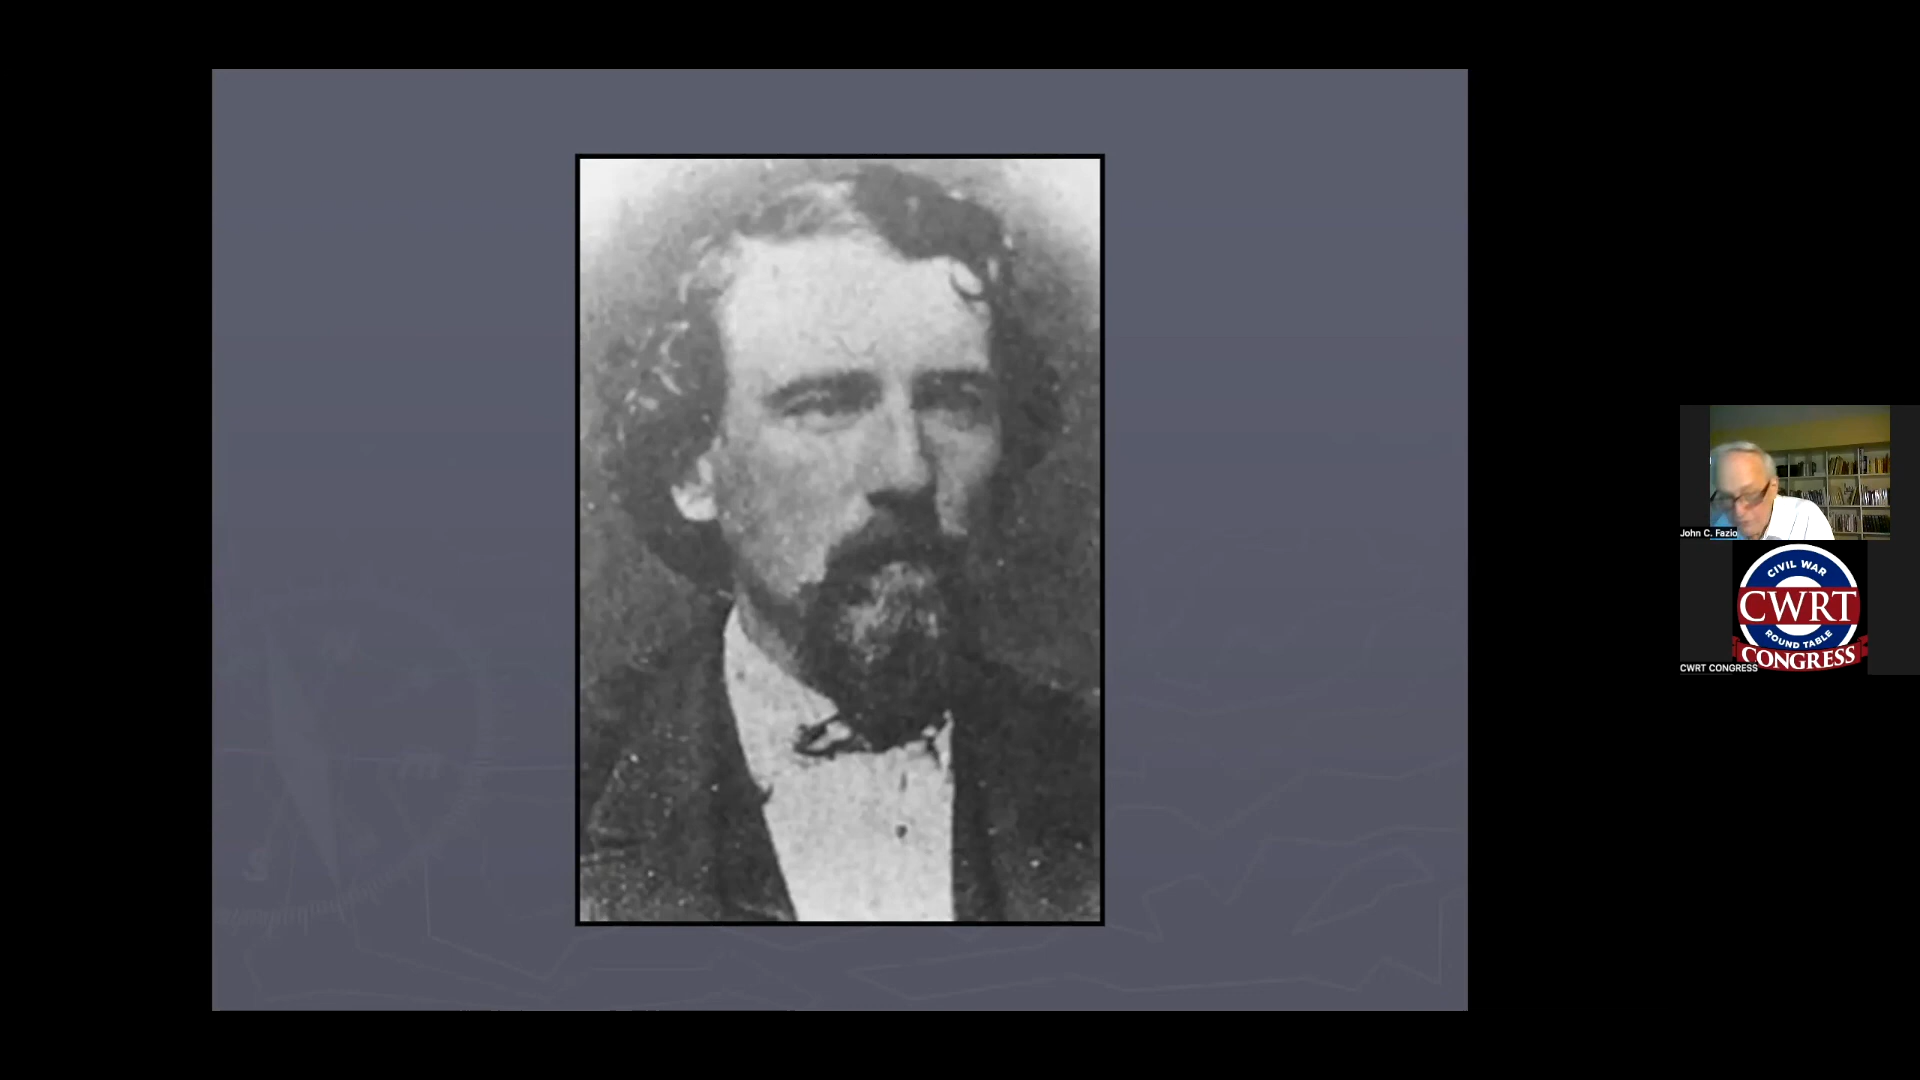 John C. Fazio
CIVIL WAR
CWRT
ROUND TABLE
CONGRESS
CWRT CONGRESS